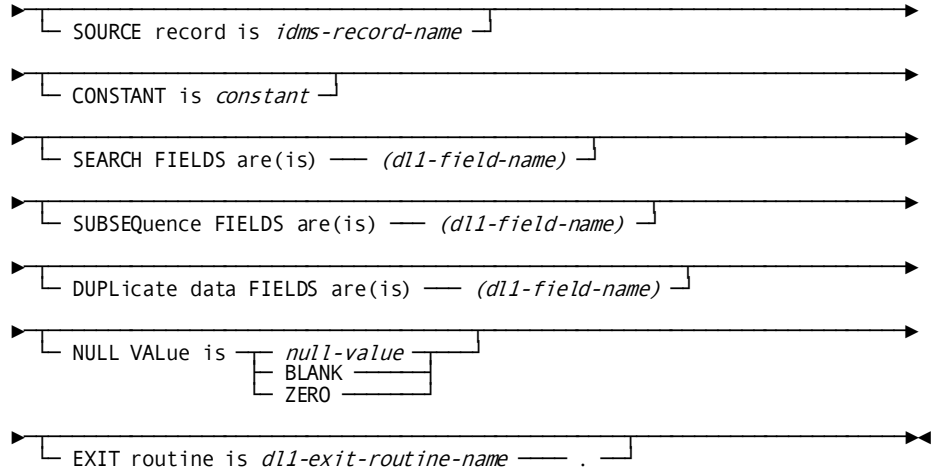 SOURCE record is idms-record-name
CONSTANT is constant
SEARCH FIELDS are(is) (dl1-field-name)
SUBSEQuence FIELDS are(is) (dl1-field-name)
DUPLicate data FIELDS are(is) (dl1-field-name)
NULL VALue is null-value
BLANK
ZERO
EXIT routine is dl1-exit-routine-name .